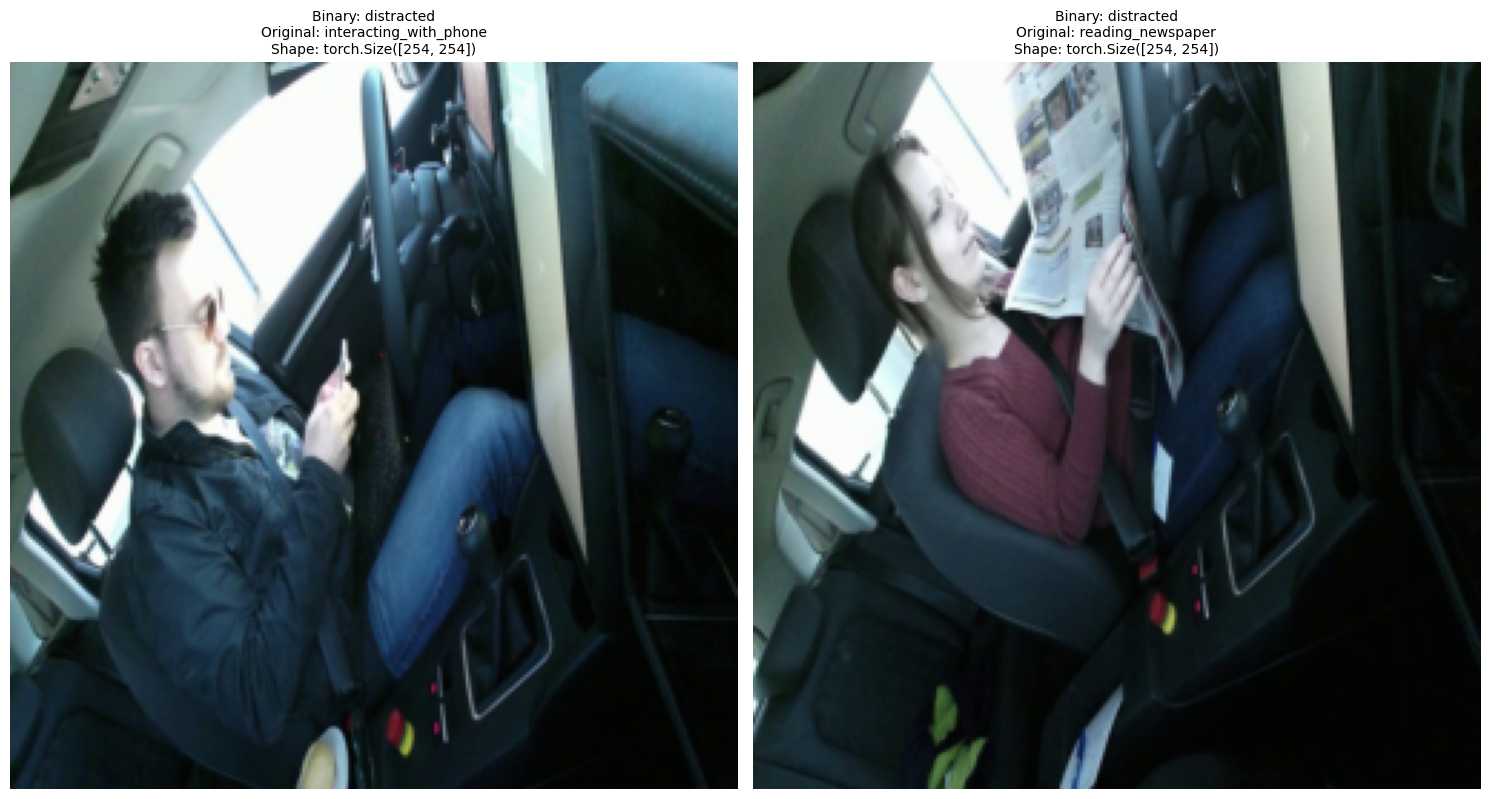 Binary: distracted
Original: interacting_with_phone
Shape: torch.Size([254, 254])
Binary: distracted
Original: reading_newspaper
Shape: torch.Size([254, 254])